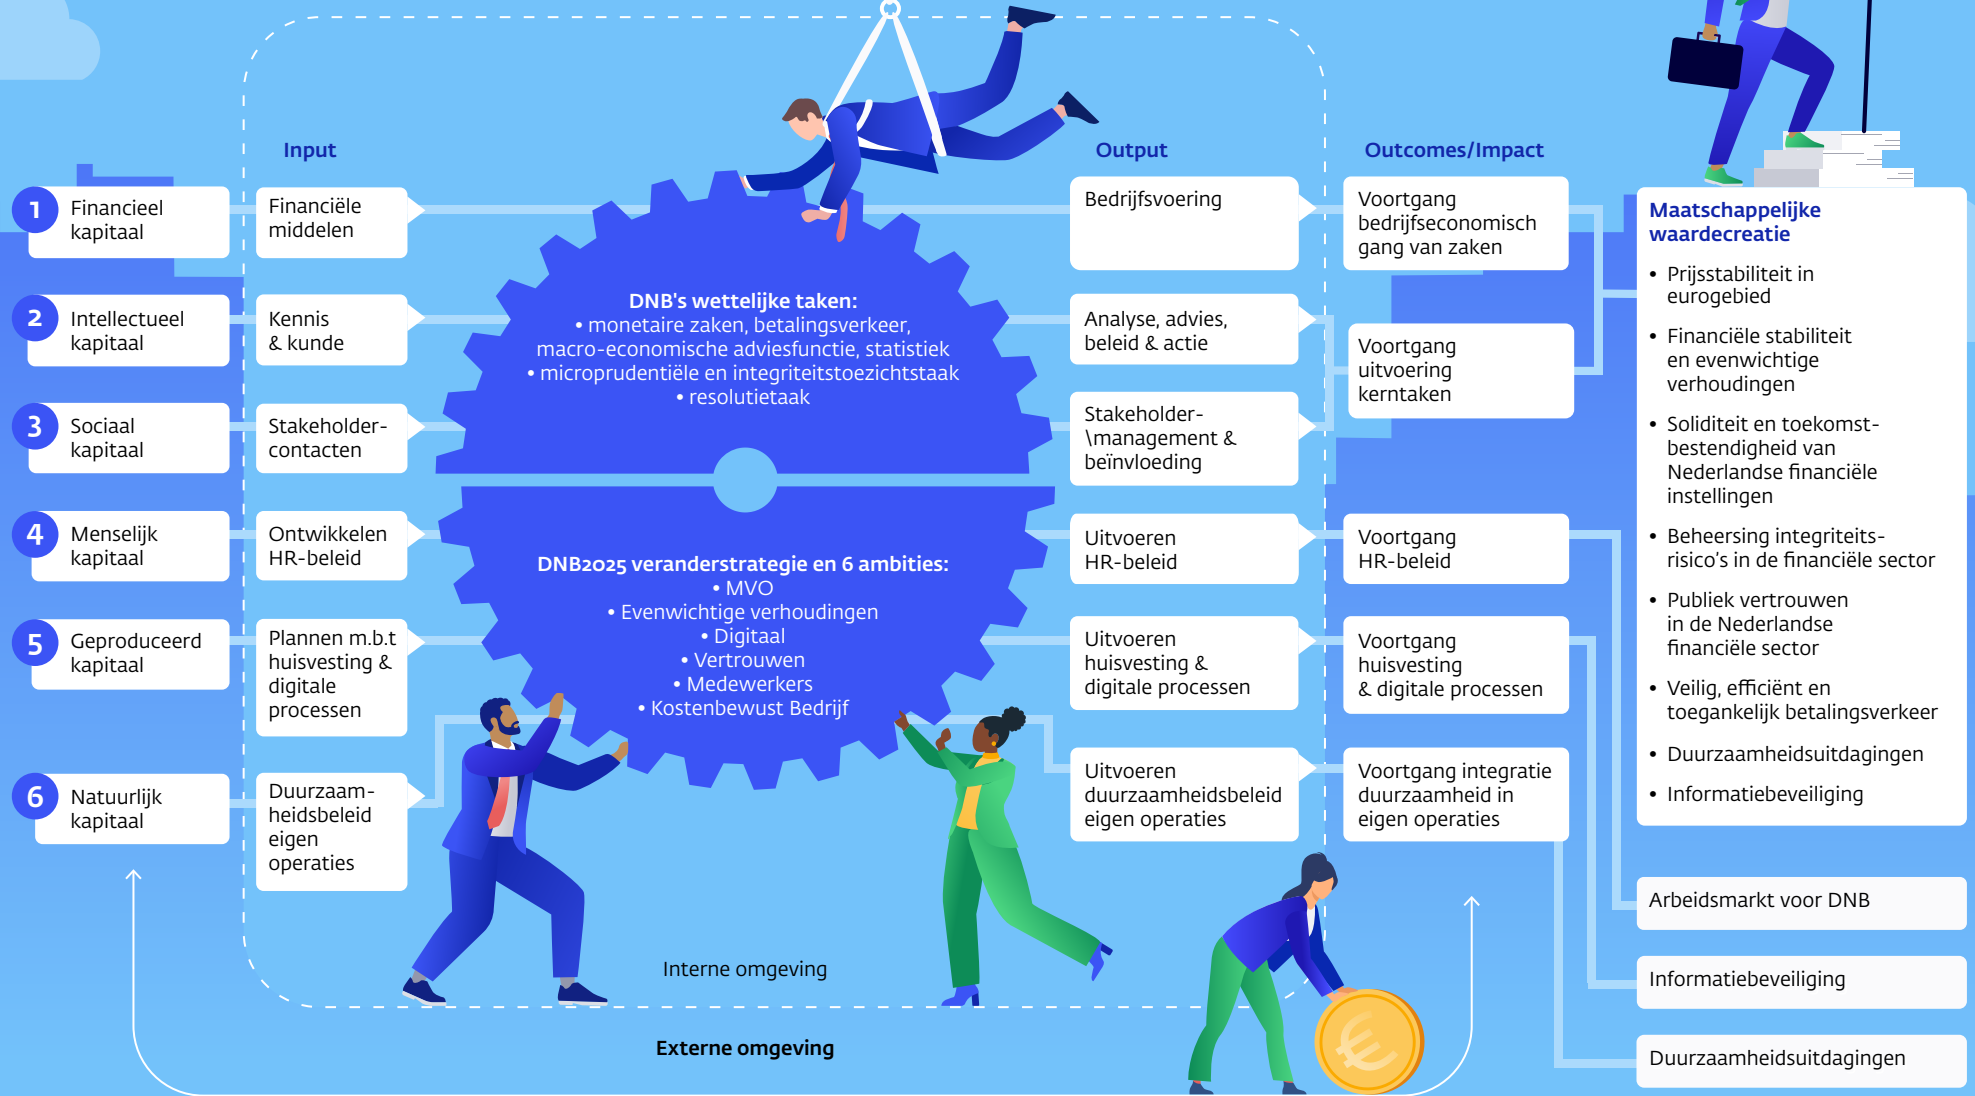 Input
1
Financieel
kapitaal
Financiële
middelen
2
Intellectueel
kapitaal
Kennis
& kunde
3
Sociaal
kapitaal
Stakeholder-
contacten
4
Menselijk
kapitaal
Ontwikkelen
HR-beleid
5
Geproduceerd
kapitaal
Plannen m.b.t
huisvesting &
digitale
processen
6
Natuurlijk
kapitaal
Duurzaam-
heidsbeleid
eigen
operaties
DNB's wettelijke taken:
• monetaire zaken, betalingsverkeer,
macro-economische adviesfunctie, statistiek
• microprudentiële en integriteitstoezichtstaak
• resolutietaak
DNB2025 veranderstrategie en 6 ambities:
• MVO
• Evenwichtige verhoudingen
• Digitaal
• Vertrouwen
• Medewerkers
• Kostenbewust Bedrijf
Output
Bedrijfsvoering
Analyse, advies,
beleid & actie
Stakeholder-
\management &
beïnvloeding
Uitvoeren
HR-beleid
Uitvoeren
huisvesting &
digitale processen
Uitvoeren
duurzaamheidsbeleid
eigen operaties
Outcomes/Impact
Voortgang
bedrijfseconomisch
gang van zaken
Voortgang
uitvoering
kerntaken
Voortgang
HR-beleid
Voortgang
huisvesting
& digitale processen
Voortgang integratie
duurzaamheid in
eigen operaties
Maatschappelijke
waardecreatie
• Prijsstabiliteit in
eurogebied
• Financiële stabiliteit
en evenwichtige
verhoudingen
• Soliditeit en toekomst-
bestendigheid van
Nederlandse financiële
instellingen
• Beheersing integriteits-
risico's in de financiële sector
• Publiek vertrouwen
in de Nederlandse
financiële sector
• Veilig, efficiënt en
toegankelijk betalingsverkeer
• Duurzaamheidsuitdagingen
• Informatiebeveiliging
Arbeidsmarkt voor DNB
Informatiebeveiliging
Duurzaamheidsuitdagingen
Interne omgeving
Externe omgeving
€